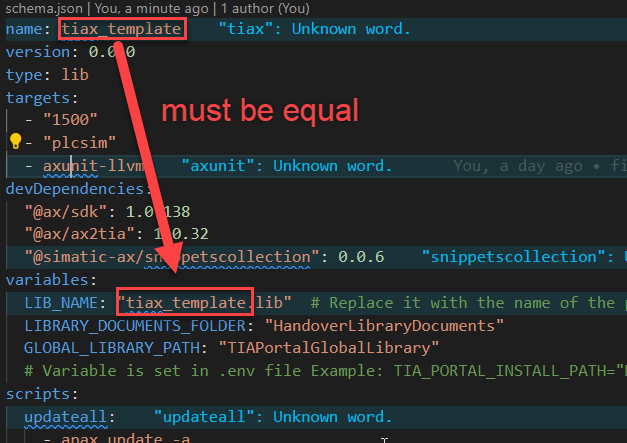 schema.json | You, a minute ago | 1 author (You)
name: tiax_template "tiax": Unknown word.
version: 0.0.0
type: lib
targets:
- "1500"
must be equal
- "plcsim"
- axunit-llvm "axunit": Unknown word. You, a day ago • fi
devDependencies:
"@ax/sdk": 138
"@ax/ax2tia": .32
"@simatic-ax/snippetscollection": 0.0.6 "snippetscollection":
variables:
LIB_NAME: "tiax_template.lib" # Replace it with the name of the
LIBRARY_DOCUMENTS_FOLDER: "HandoverLibraryDocuments"
GLOBAL_LIBRARY_PATH: "TIAPortalGlobalLibrary"
# Variable is set in .env file Example: TIA_PORTAL_INSTALL_PATH="
scripts:
updateall: "updateall": Unknown word.
- apax update -a